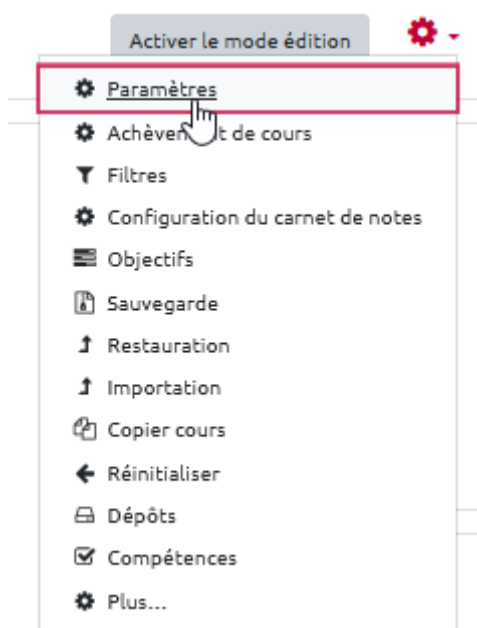 Activer le mode édition
Paramètres
de cours
Filtres
Configuration du carnet de notes
Objectifs
Sauvegarde
Restauration
Importation
Copier cours
Réinitialiser
Dépôts
Compétences
Plus...